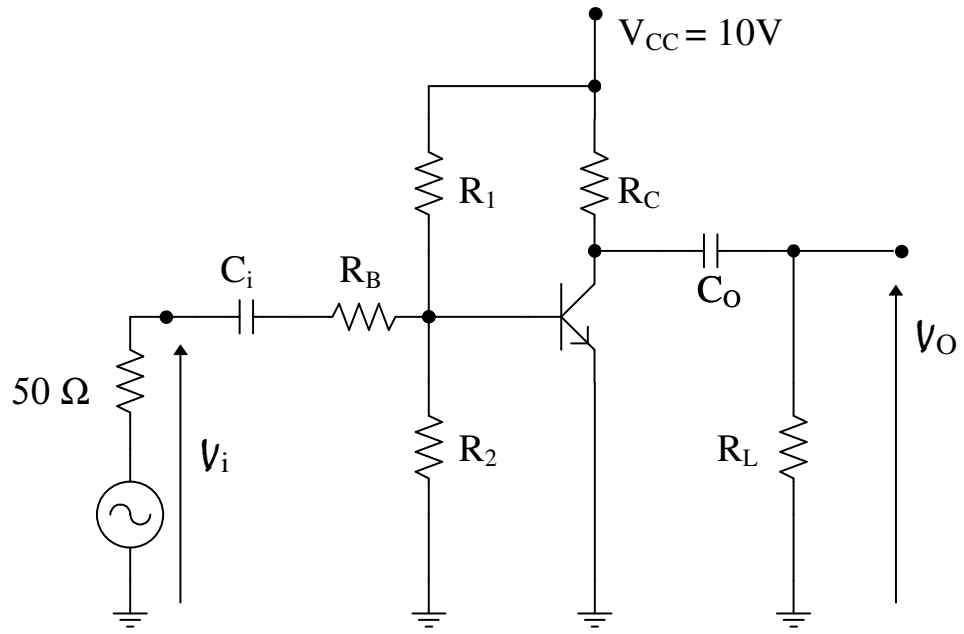 V_CC = 10V
R_1
R_C
C_i
R_B
C_O
50 Ω
V_i
R_2
R_L
V_O